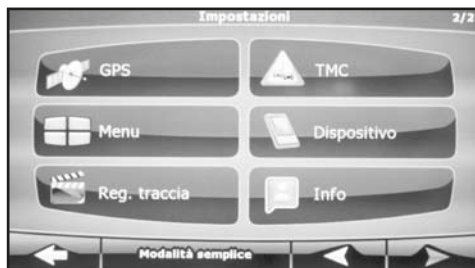 Impostazioni 2/2
GPS TMC
Menu Dispositivo
Reg. traccia Info
Modalità semplice